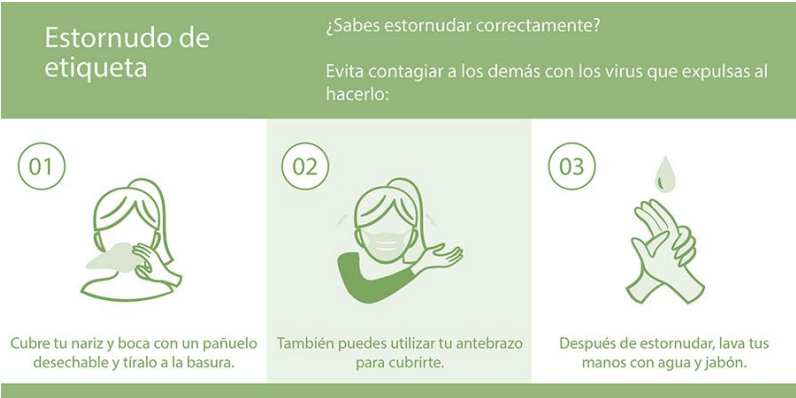 Estornudo de
etiqueta
¿Sabes estornudar correctamente?
Evita contagiar a los demás con los virus que expulsas al
hacerlo:
01
Cubre tu nariz y boca con un pañuelo
desechable y tíralo a la basura.
02
También puedes utilizar tu antebrazo
para cubrirte.
03
Después de estornudar, lava tus
manos con agua y jabón.